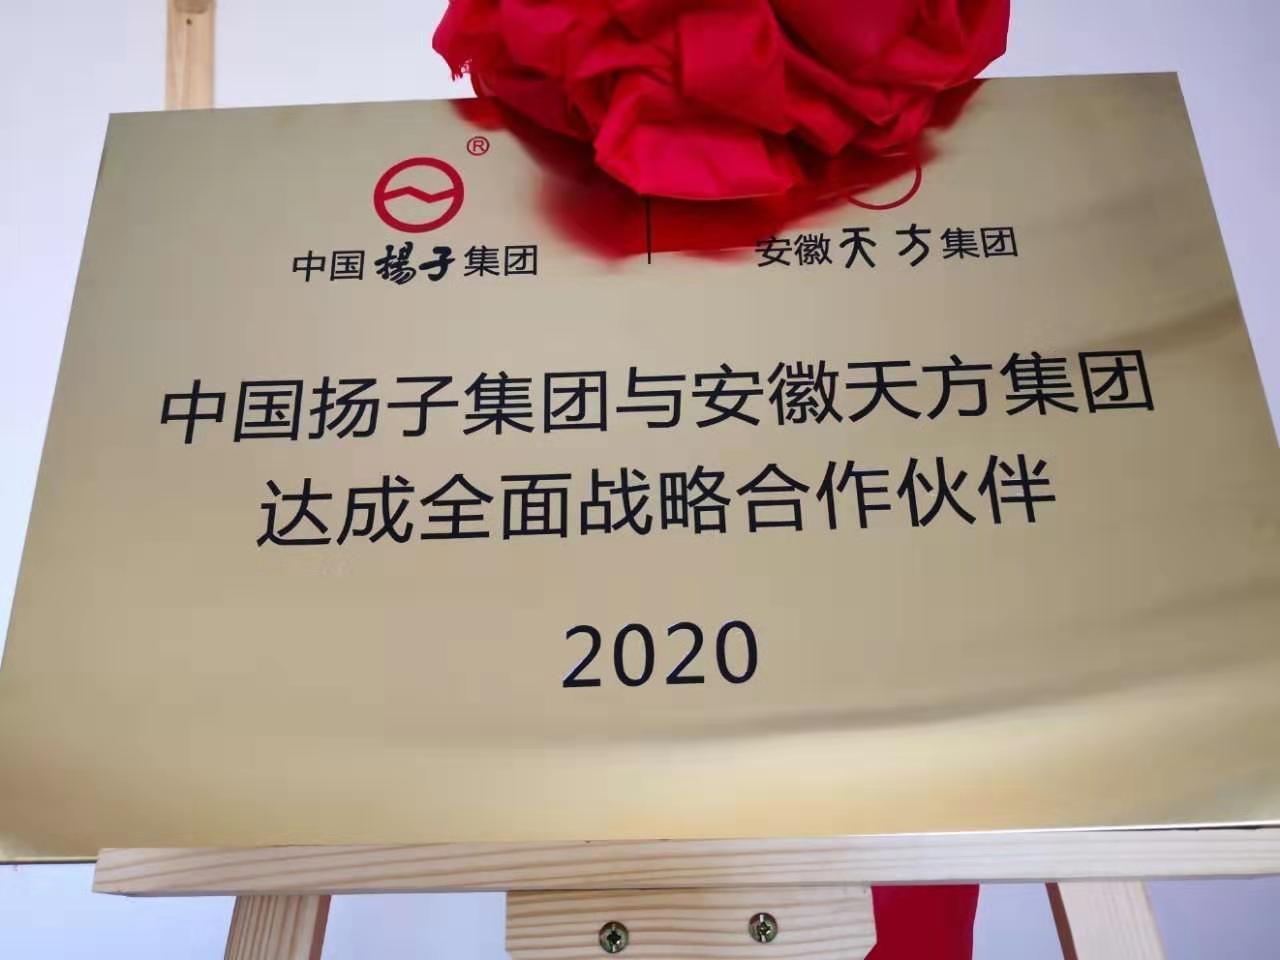 ®
中国揚子集团
安徽天方集团
中国扬子集团与安徽天方集团
达成全面战略合作伙伴
2020